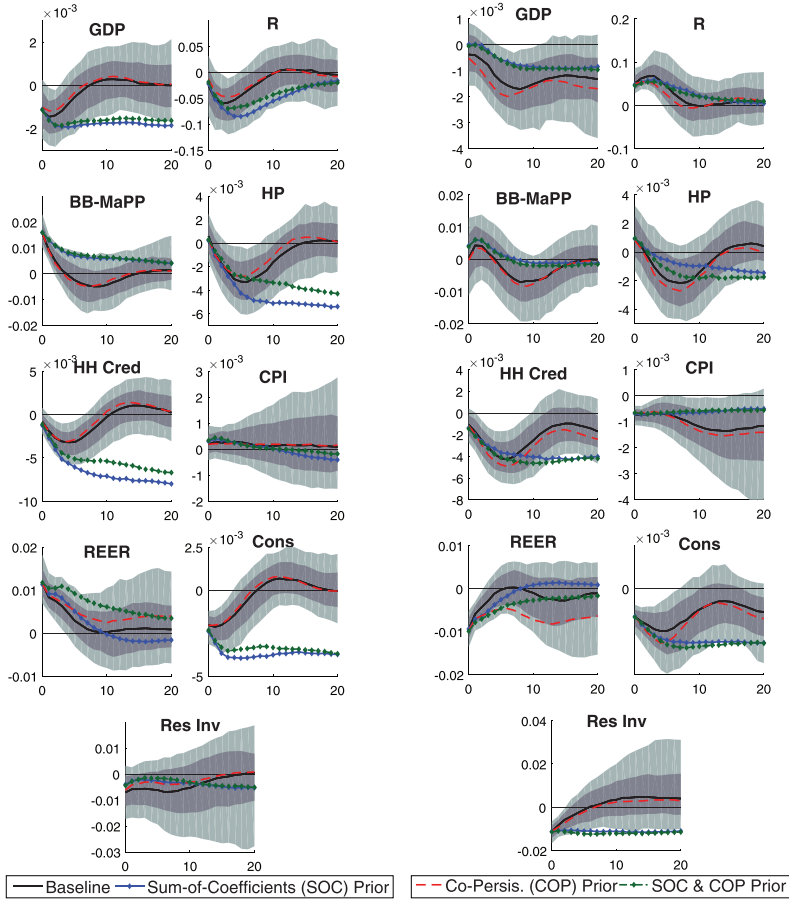 ×10⁻³
GDP
2
0
-2
0 10 20
R
0.05
0
-0.05
-0.1
-0.15
0 10 20
×10⁻³
GDP
1
0
-1
-2
-3
-4
0 10 20
R
0.2
0.1
0
-0.1
0 10 20
BB-MaPP
0.02
0.01
0
-0.01
-0.02
0 10 20
×10⁻³
HP
4
2
0
-2
-4
-6
0 10 20
BB-MaPP
0.02
0.01
0
-0.01
-0.02
0 10 20
×10⁻³
HP
4
2
0
-2
-4
0 10 20
×10⁻³
HH Cred
5
0
-5
-10
0 10 20
×10⁻³
CPI
3
2
1
0
-1
-2
0 10 20
×10⁻³
HH Cred
4
2
0
-2
-4
-6
-8
0 10 20
×10⁻³
CPI
1
0
-1
-2
-3
-4
0 10 20
REER
0.02
0.01
0
-0.01
0 10 20
×10⁻³
Cons
2.5
0
-5
0 10 20
REER
0.01
0
-0.01
-0.02
0 10 20
×10⁻³
Cons
0
0 10 20
Res Inv
0.01
0
-0.01
-0.02
-0.03
0 10 20
Res Inv
0.04
0.02
0
-0.02
0 10 20
Baseline Sum-of-Coefficients (SOC) Prior
Co-Persis. (COP) Prior SOC & COP Prior